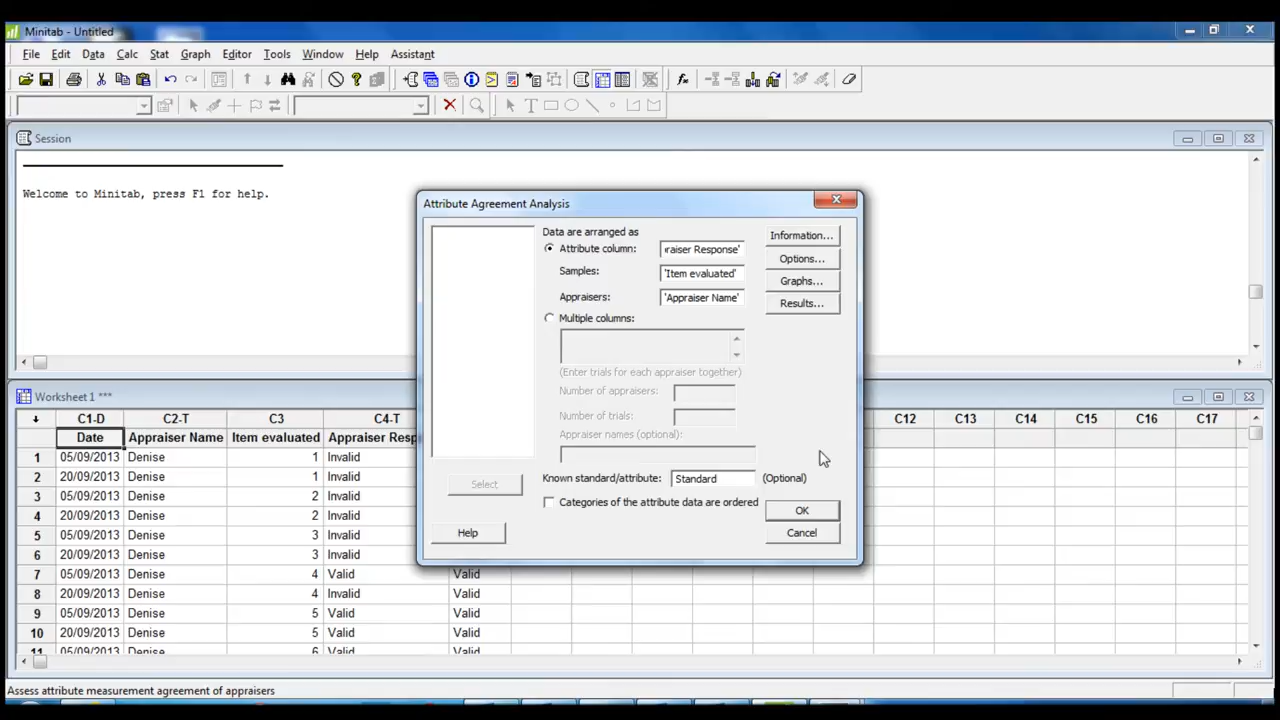 Minitab - Untitled
File Edit Data Calc Stat Graph Editor Tools Window Help Assistant
Session
Welcome to Minitab, press F1 for help.
Attribute Agreement Analysis
Data are arranged as
Attribute column: raiser Response'
Samples: 'Item evaluated'
Appraisers: 'Appraiser Name'
Multiple columns:
(Enter trials for each appraiser together)
Number of appraisers:
Number of trials:
Appraiser names (optional):
Known standard/attribute: Standard (Optional)
Categories of the attribute data are ordered
Information...
Options...
Graphs...
Results...
Select
Help
OK
Cancel
Worksheet 1 ***
C1-D C2-T C3 C4-T C12 C13 C14 C15 C16 C17
Date Appraiser Name Item evaluated Appraiser Resp
1 05/09/2013 Denise 1 Invalid
2 20/09/2013 Denise 1 Invalid
3 05/09/2013 Denise 2 Invalid
4 20/09/2013 Denise 2 Invalid
5 05/09/2013 Denise 3 Invalid
6 20/09/2013 Denise 3 Invalid
7 05/09/2013 Denise 4 Valid Valid
8 20/09/2013 Denise 4 Invalid Valid
9 05/09/2013 Denise 5 Valid Valid
10 20/09/2013 Denise 5 Valid Valid
11 05/09/2013 Denise 6 Valid Valid
Assess attribute measurement agreement of appraisers